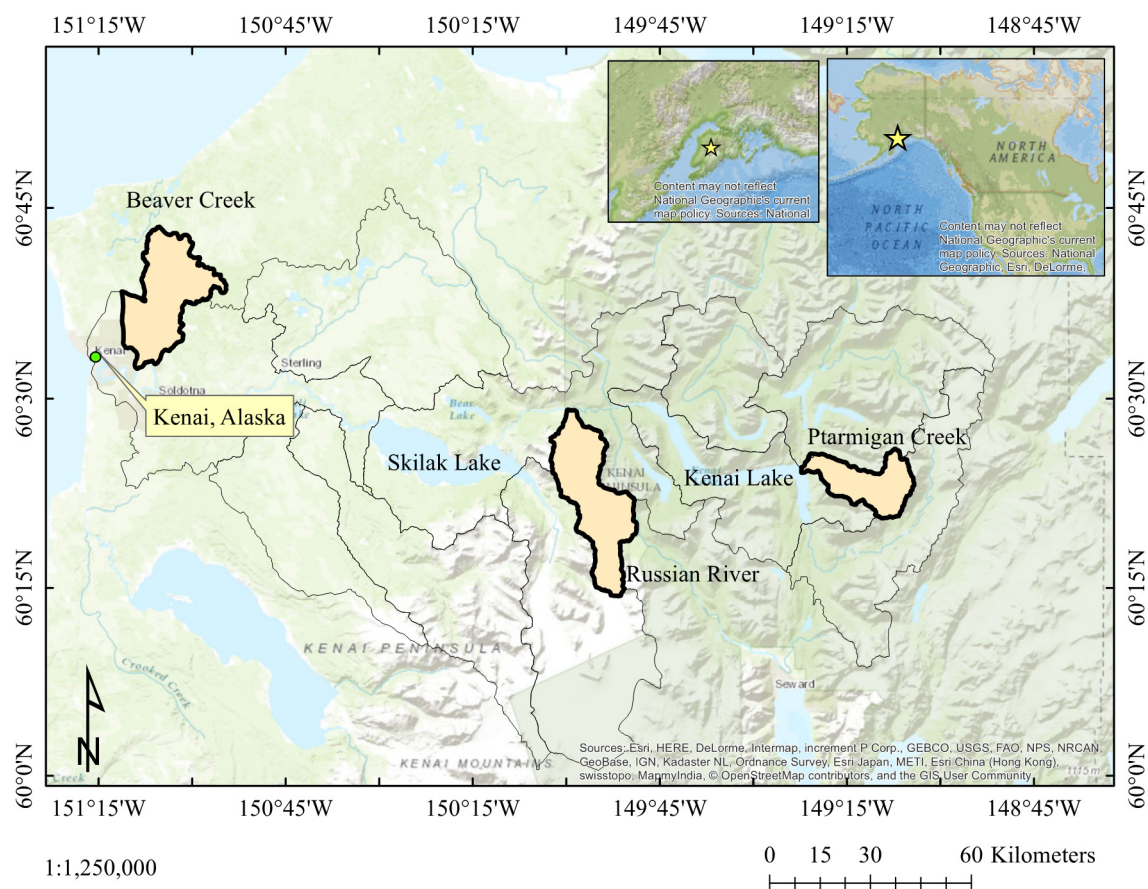 151°15'W
150°45'W
150°15'W
149°45'W
149°15'W
148°45'W
60°45'N
60°45'N
Content may not reflect
National Geographic's current
map policy. Sources: National
NORTH
AMERICA
NORTH
PACIFIC
OCEAN
Content may not reflect
National Geographic's current
map policy. Sources: National
Geographic, Esri, DeLorme,
Beaver Creek
Kenai
Sterling
Soldotna
Kenai, Alaska
60°30'N
60°30'N
Bear
Lake
Lake
Skilak Lake
Ptarmigan Creek
KENAI
Kenai
Kenai Lake
Russian River
60°15'N
60°15'N
KENAI PENINSULA
Crooked Creek
Seward
N
Sources: Esri, HERE, DeLorme, Intermap, increment P Corp., GEBCO, USGS, FAO, NPS, NRCAN,
GeoBase, IGN, Kadaster NL, Ordnance Survey, Esri Japan, METI, Esri China (Hong Kong),
swisstopo, MapmyIndia, © OpenStreetMap contributors, and the GIS User Community
KENAI MOUNTAINS
1115m
Creek
60°0'N
60°0'N
151°15'W
150°45'W
150°15'W
149°45'W
149°15'W
148°45'W
1:1,250,000
0 15 30 60 Kilometers